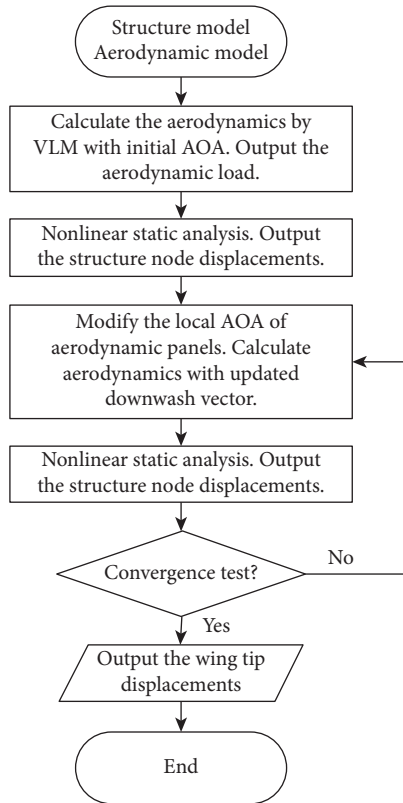 Structure model
Aerodynamic model
Calculate the aerodynamics by
VLM with initial AOA. Output the
aerodynamic load.
Nonlinear static analysis. Output
the structure node displacements.
Modify the local AOA of
aerodynamic panels. Calculate
aerodynamics with updated
downwash vector.
Nonlinear static analysis. Output
the structure node displacements.
Convergence test?
No
Yes
Output the wing tip
displacements
End